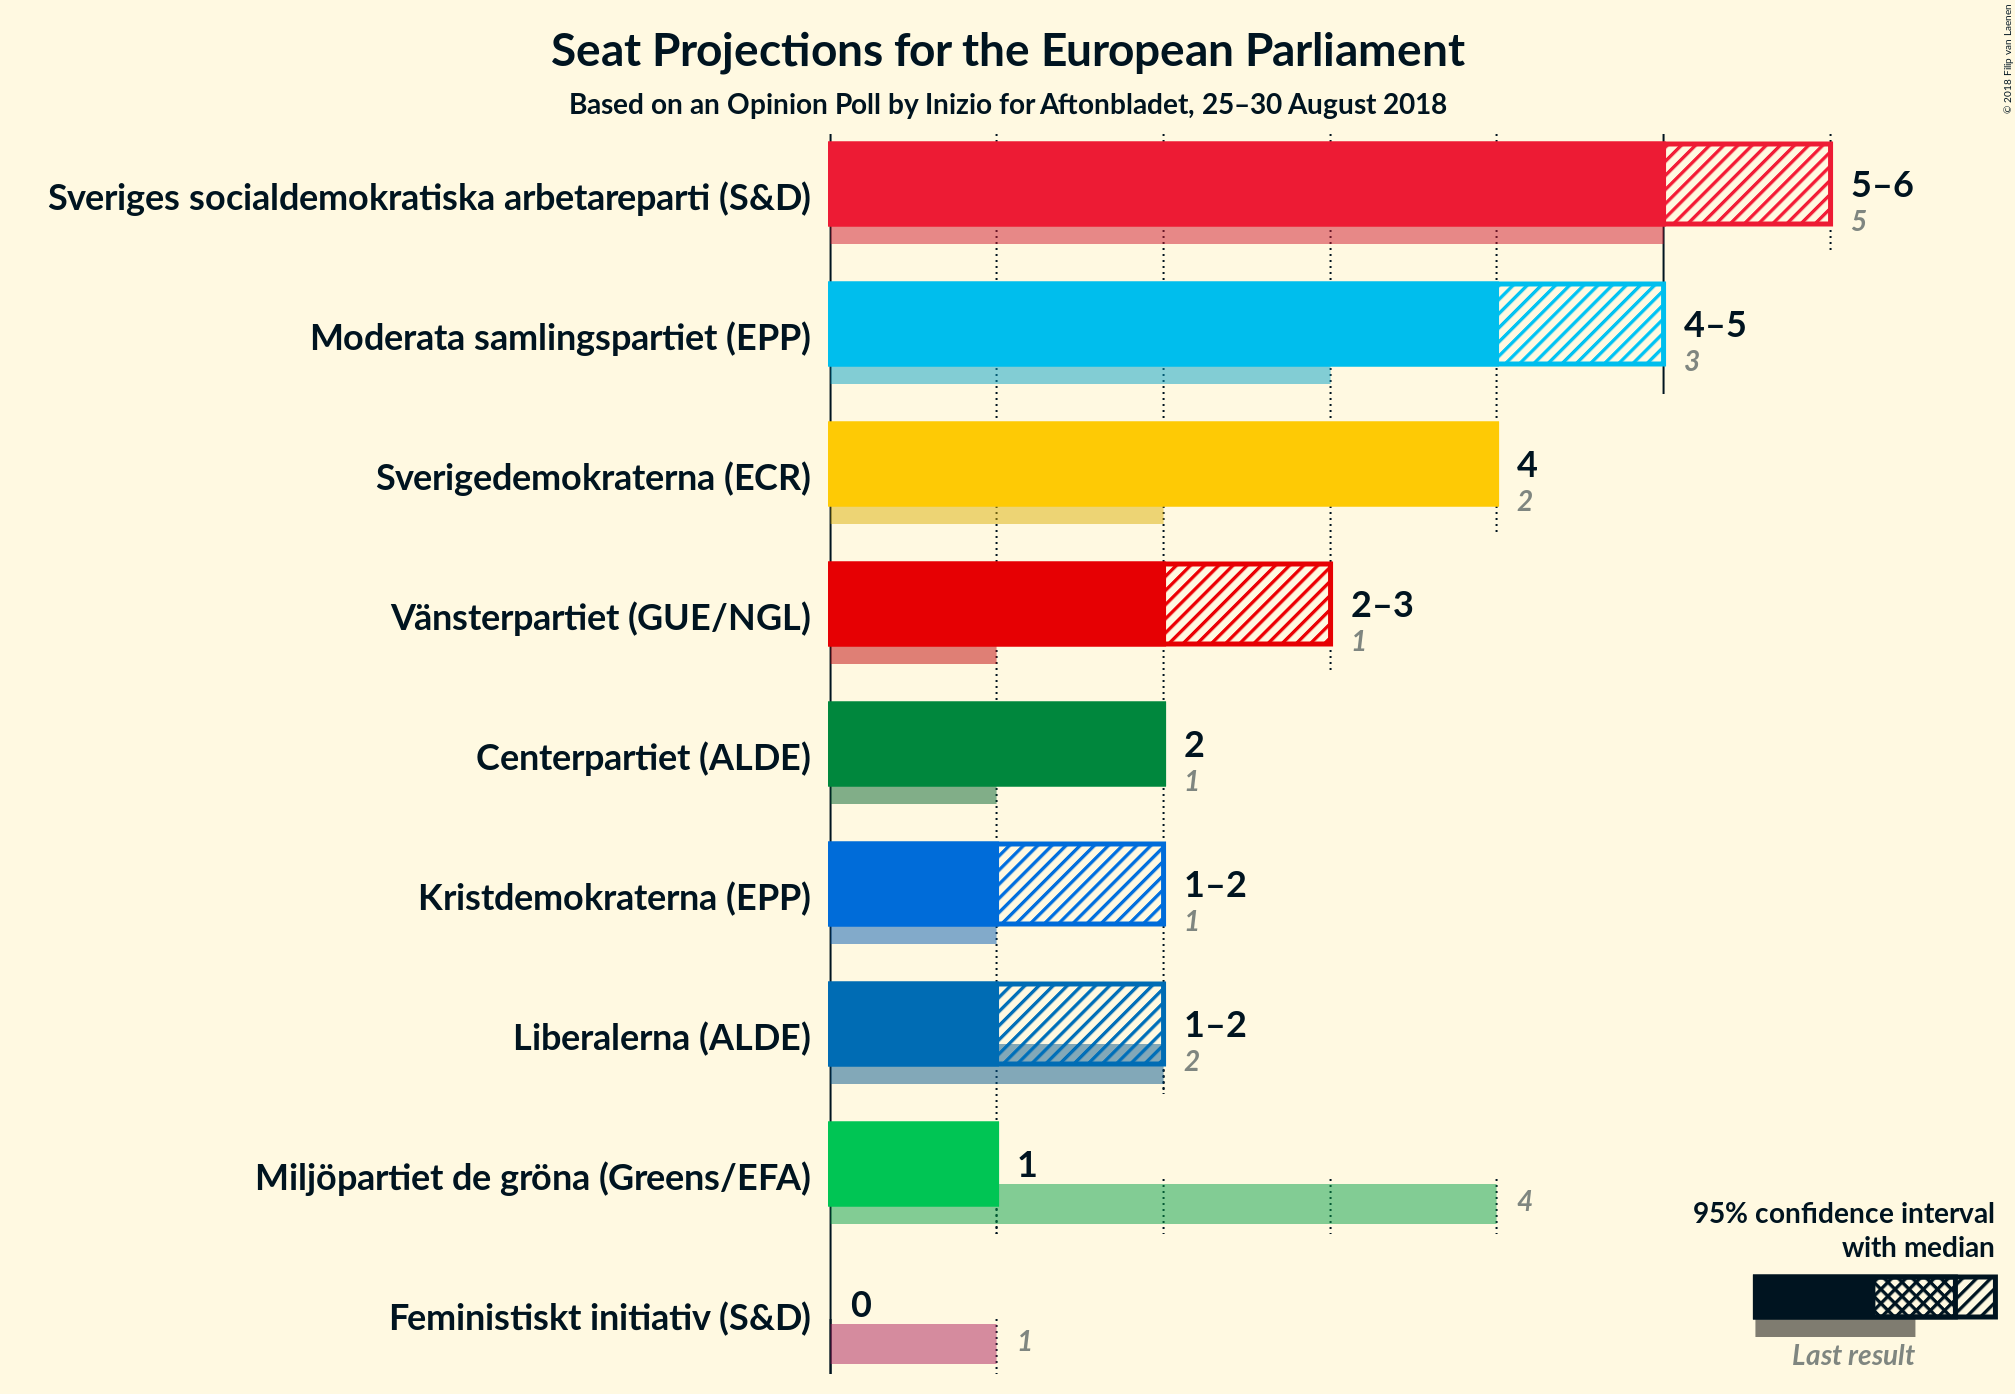 Seat Projections for the European Parliament
Based on an Opinion Poll by Inizio for Aftonbladet, 25–30 August 2018
© 2018 Filip van Laenen
Sveriges socialdemokratiska arbetareparti (S&D)
5–6
5
Moderata samlingspartiet (EPP)
4–5
3
Sverigedemokraterna (ECR)
4
2
Vänsterpartiet (GUE/NGL)
2–3
1
Centerpartiet (ALDE)
2
1
Kristdemokraterna (EPP)
1–2
1
Liberalerna (ALDE)
1–2
2
Miljöpartiet de gröna (Greens/EFA)
1
4
Feministiskt initiativ (S&D)
0
1
95% confidence interval
with median
Last result